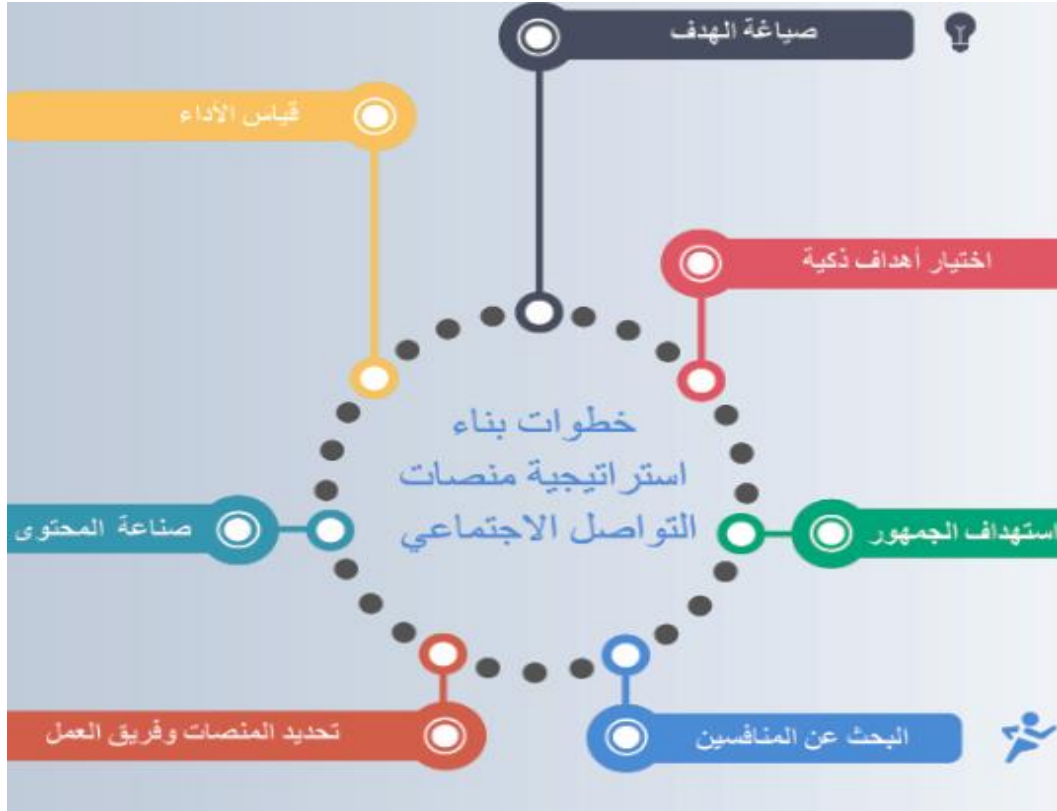 صياغة الهدف
قياس الأداء
اختيار أهداف ذكية
خطوات بناء
استراتيجية منصات
التواصل الاجتماعي
استهداف الجمهور
صناعة المحتوى
البحث عن المنافسين
تحديد المنصات وفريق العمل